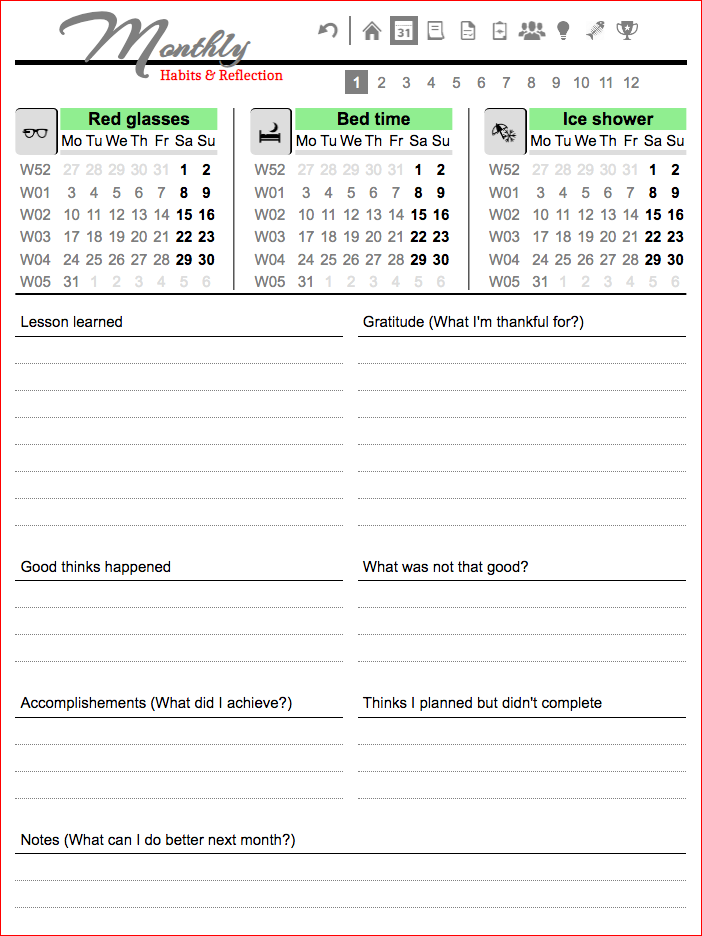 Monthly
31
Habits & Reflection
1 2 3 4 5 6 7 8 9 10 11 12
Red glasses Bed time Ice shower
Mo Tu We Th Fr Sa Su Mo Tu We Th Fr Sa Su Mo Tu We Th Fr Sa Su
W52 27 28 29 30 31 1 2 W52 27 28 29 30 31 1 2 W52 27 28 29 30 31 1 2
W01 3 4 5 6 7 8 9 W01 3 4 5 6 7 8 9 W01 3 4 5 6 7 8 9
W02 10 11 12 13 14 15 16 W02 10 11 12 13 14 15 16 W02 10 11 12 13 14 15 16
W03 17 18 19 20 21 22 23 W03 17 18 19 20 21 22 23 W03 17 18 19 20 21 22 23
W04 24 25 26 27 28 29 30 W04 24 25 26 27 28 29 30 W04 24 25 26 27 28 29 30
W05 31 1 2 3 4 5 6 W05 31 1 2 3 4 5 6 W05 31 1 2 3 4 5 6
Lesson learned
Gratitude (What I'm thankful for?)
Good thinks happened
What was not that good?
Accomplishements (What did I achieve?)
Thinks I planned but didn't complete
Notes (What can I do better next month?)